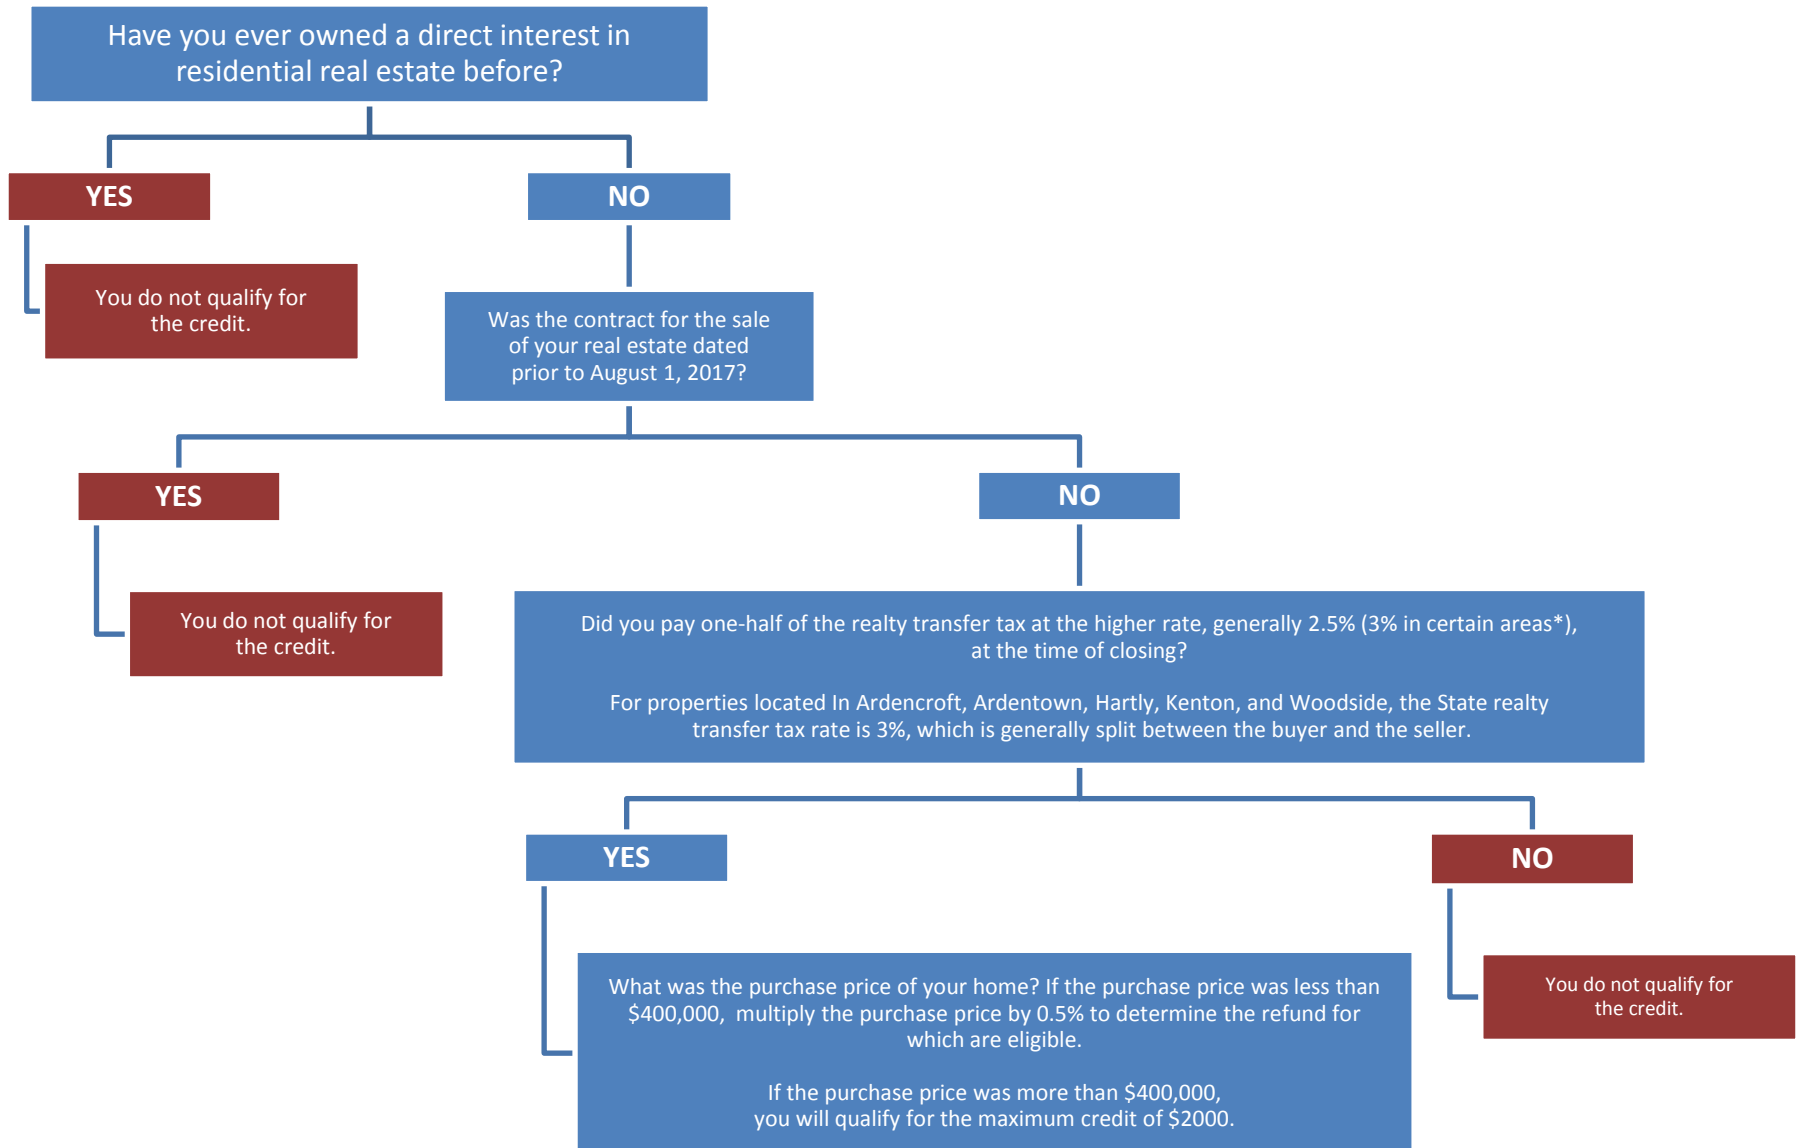 Have you ever owned a direct interest in
residential real estate before?
YES
NO
You do not qualify for
the credit.
Was the contract for the sale
of your real estate dated
prior to August 1, 2017?
YES
NO
You do not qualify for
the credit.
Did you pay one-half of the realty transfer tax at the higher rate, generally 2.5% (3% in certain areas*),
at the time of closing?
For properties located In Ardencroft, Ardentown, Hartly, Kenton, and Woodside, the State realty
transfer tax rate is 3%, which is generally split between the buyer and the seller.
YES
NO
What was the purchase price of your home? If the purchase price was less than
$400,000, multiply the purchase price by 0.5% to determine the refund for
which are eligible.
If the purchase price was more than $400,000,
you will qualify for the maximum credit of $2000.
You do not qualify for
the credit.